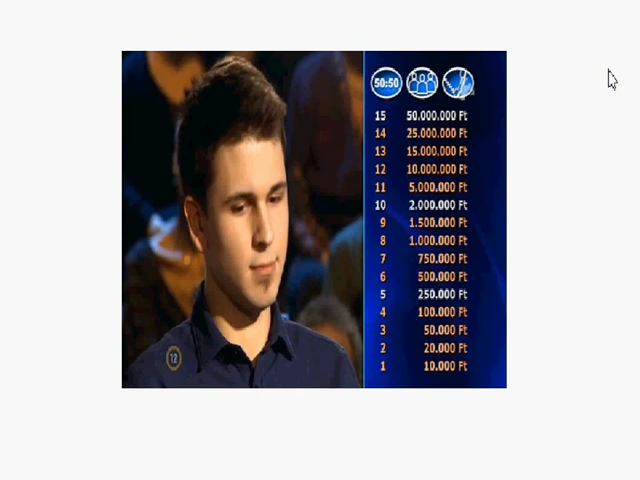 50:50
15 50.000.000 Ft
14 25.000.000 Ft
13 15.000.000 Ft
12 10.000.000 Ft
11 5.000.000 Ft
10 2.000.000 Ft
9 1.500.000 Ft
8 1.000.000 Ft
7 750.000 Ft
6 500.000 Ft
5 250.000 Ft
4 100.000 Ft
3 50.000 Ft
2 20.000 Ft
1 10.000 Ft
12